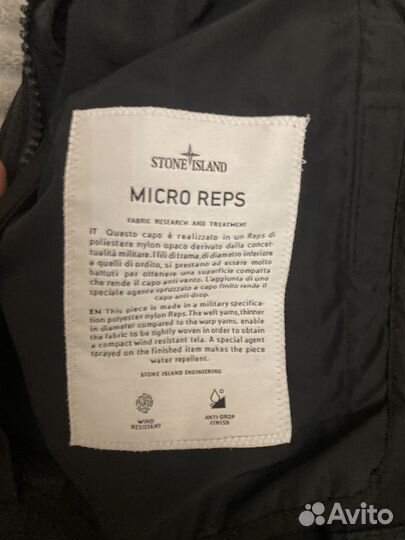 STONE ISLAND
MICRO REPS
FABRIC RESEARCH AND TREATMENT
IT Questo capo è realizzato in un Reps di
poliestere nylon opaco derivato dalla concet-
tualità militare. I fili di trama, di diametro inferiore
a quelli di ordito, si prestano ad essere molto
battuti per ottenere una superficie compatta
che rende il capo anti vento. L'aggiunta di uno
speciale agente spruzzato a capo finito rende il
capo anti-drop.
EN This piece is made in a military specifica-
tion polyester nylon Reps. The weft yarns, thinner
in diameter compared to the warp yarns, enable
the fabric to be tightly woven in order to obtain
a compact wind resistant tela. A special agent
sprayed on the finished item makes the piece
water repellent.
STONE ISLAND ENGINEERING
WIND
RESISTANT
ANTI-DROP
FINISH
Avito